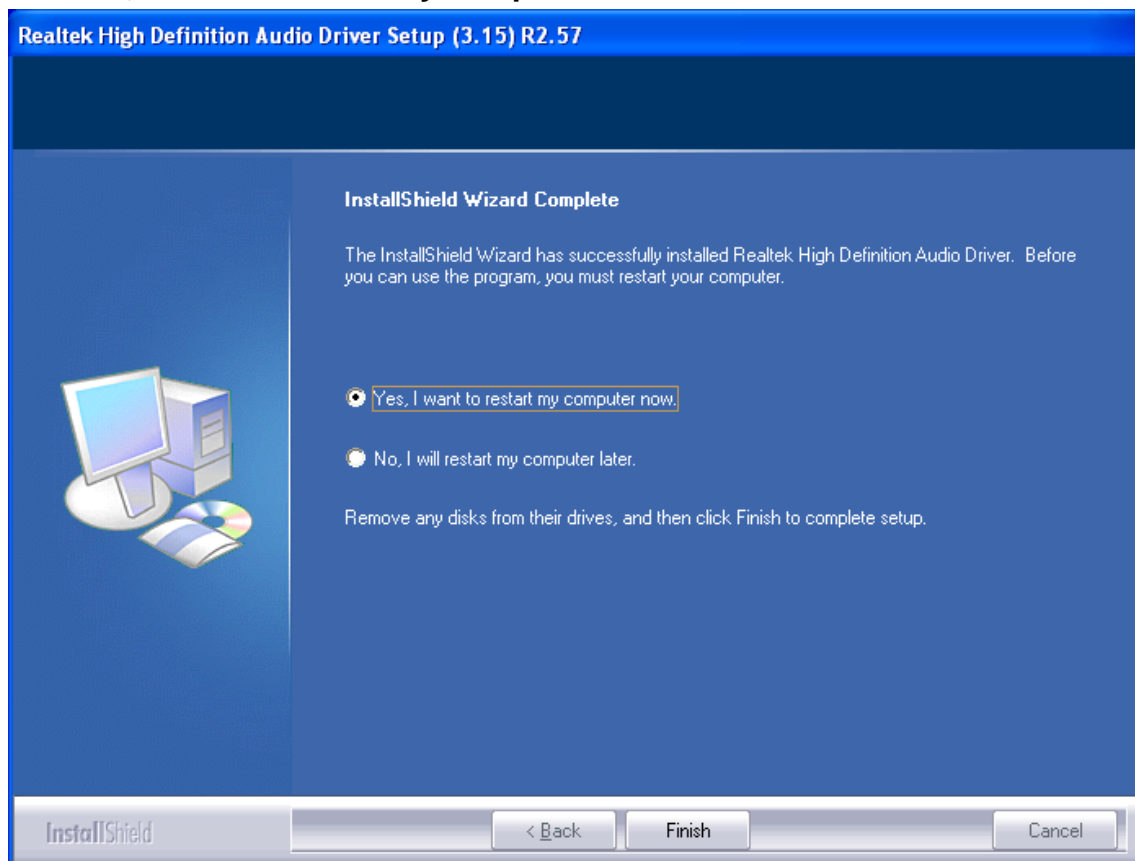 Realtek High Definition Audio Driver Setup (3.15) R2.57
InstallShield Wizard Complete
The InstallShield Wizard has successfully installed Realtek High Definition Audio Driver.  Before
you can use the program, you must restart your computer.
Yes, I want to restart my computer now.
No, I will restart my computer later.
Remove any disks from their drives, and then click Finish to complete setup.
InstallShield
< Back
Finish
Cancel